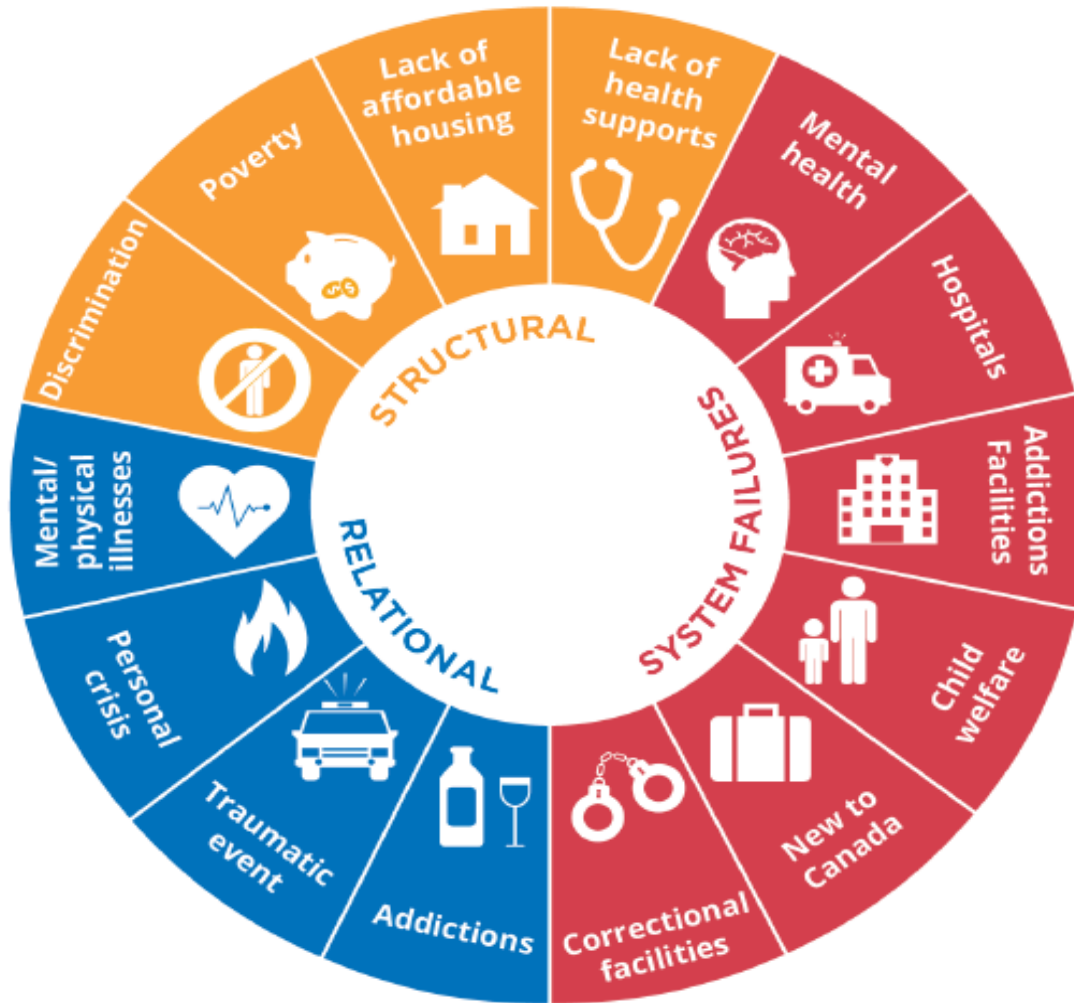 Lack of
affordable
housing
Lack of
health
supports
Mental
health
Hospitals
Addictions
Facilities
Child
welfare
New to
Canada
Correctional
facilities
Addictions
Traumatic
event
Personal
crisis
Mental/
physical
illnesses
Discrimination
Poverty
$ $
STRUCTURAL
SYSTEM FAILURES
RELATIONAL